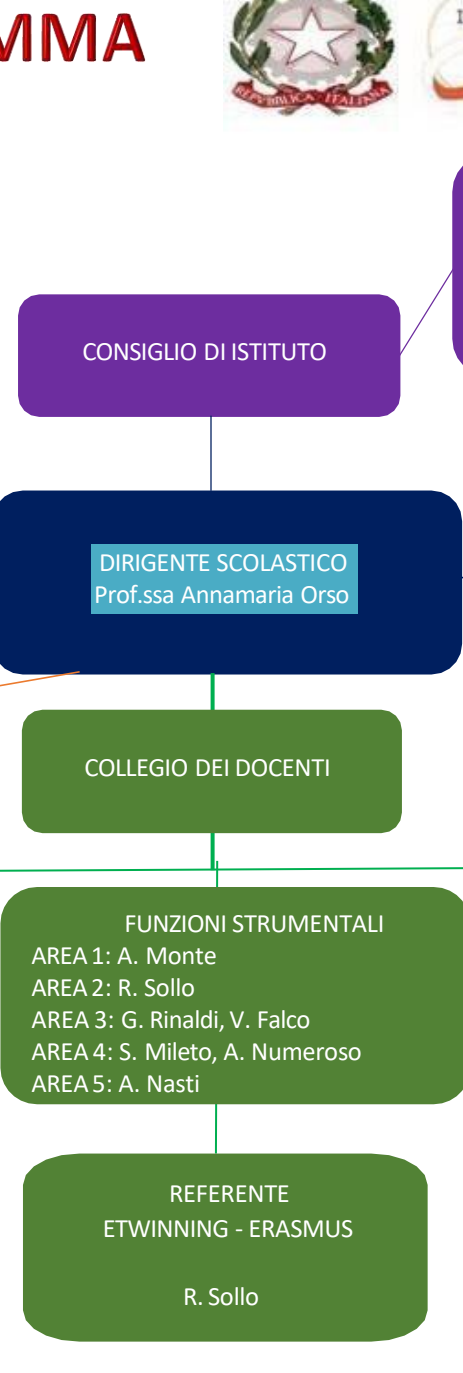 MMA
REPVBBLICA ITALIANA
I
CONSIGLIO DI ISTITUTO
DIRIGENTE SCOLASTICO
Prof.ssa Annamaria Orso
COLLEGIO DEI DOCENTI
FUNZIONI STRUMENTALI
AREA 1: A. Monte
AREA 2: R. Sollo
AREA 3: G. Rinaldi, V. Falco
AREA 4: S. Mileto, A. Numeroso
AREA 5: A. Nasti
REFERENTE
ETWINNING - ERASMUS
R. Sollo